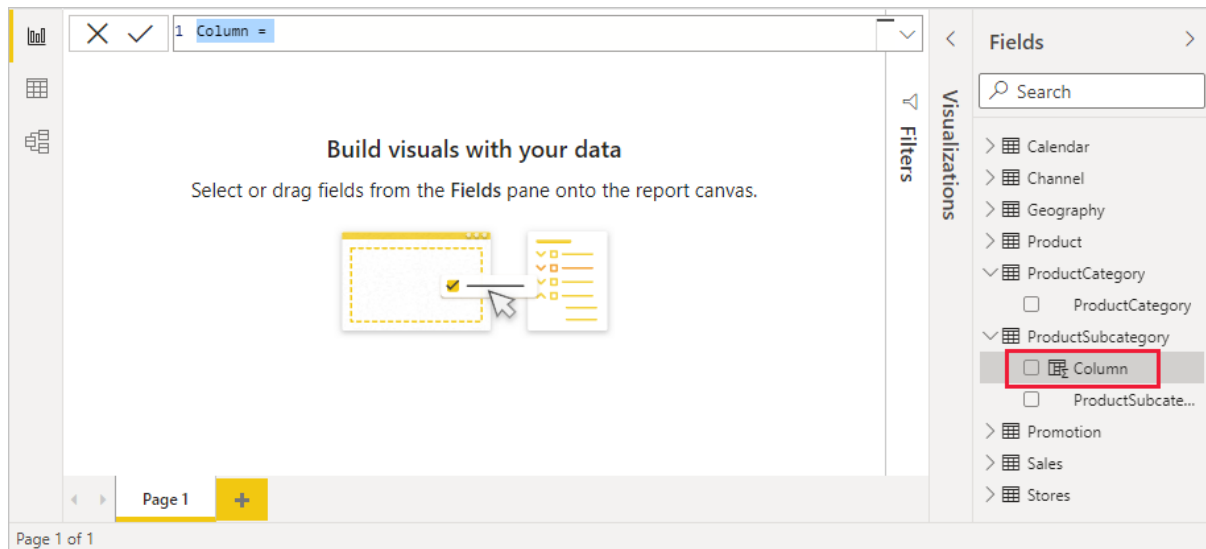 1 Column =
Build visuals with your data
Select or drag fields from the Fields pane onto the report canvas.
Filters
Visualizations
Fields
Search
Calendar
Channel
Geography
Product
ProductCategory
ProductCategory
ProductSubcategory
Column
ProductSubcate...
Promotion
Sales
Stores
Page 1
Page 1 of 1